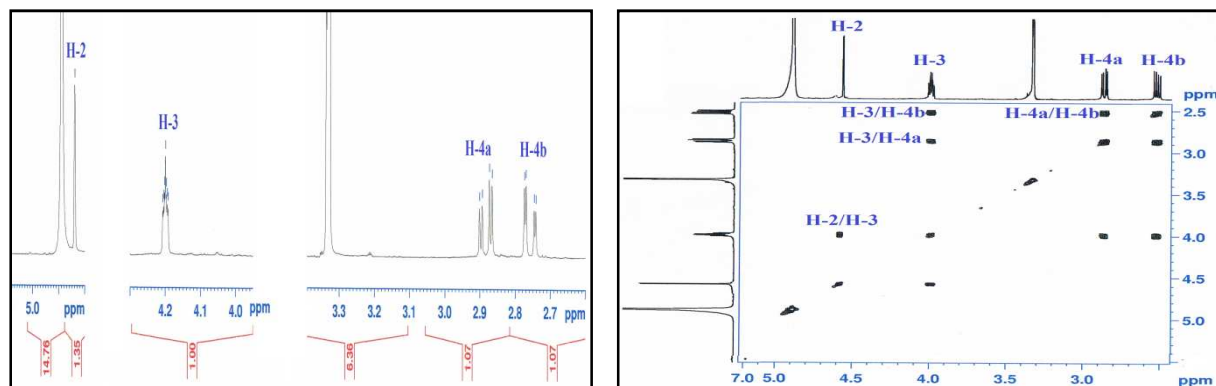 H-2
H-3
H-4a
H-4b
5.0
ppm
4.2
4.1
4.0
ppm
3.3
3.2
3.1
3.0
2.9
2.8
2.7
ppm
14.76
1.35
1.00
6.36
1.07
1.07
H-2
H-3
H-4a
H-4b
ppm
H-3/H-4b
H-4a/H-4b
2.5
H-3/H-4a
3.0
3.5
H-2/H-3
4.0
4.5
5.0
7.0
5.0
4.5
4.0
3.5
3.0
ppm